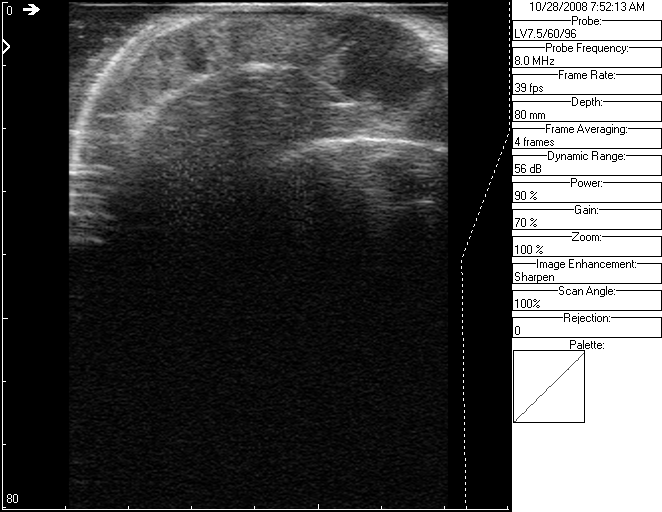 0
80
10/28/2008 7:52:13 AM
Probe:
LV7.5/60/96
Probe Frequency:
8.0 MHz
Frame Rate:
39 fps
Depth:
80 mm
Frame Averaging:
4 frames
Dynamic Range:
56 dB
Power:
90 %
Gain:
70 %
Zoom:
100 %
Image Enhancement:
Sharpen
Scan Angle:
100%
Rejection:
0
Palette: